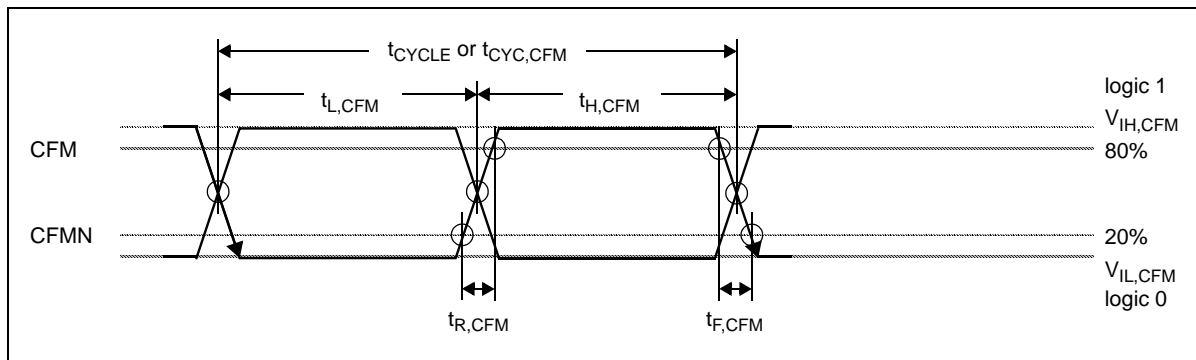 tCYCLE or tCYC,CFM
tL,CFM
tH,CFM
logic 1
VIH,CFM
CFM
80%
CFMN
20%
VIL,CFM
logic 0
tR,CFM
tF,CFM